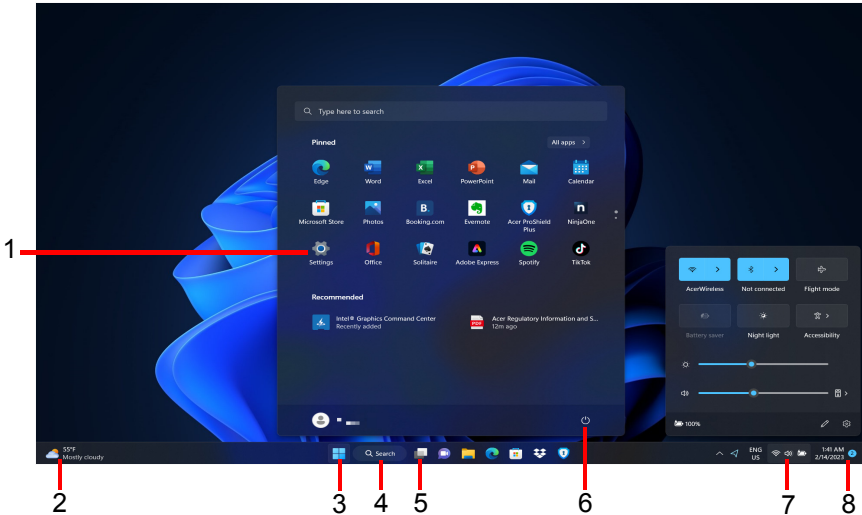 Type here to search
Pinned
All apps >
Edge
Word
Excel
PowerPoint
Mail
Calendar
Microsoft Store
Photos
Booking.com
Evernote
Acer ProShield
Plus
NinjaOne
Settings
Office
Solitaire
Adobe Express
Spotify
TikTok
Recommended
Intel® Graphics Command Center
Recently added
Acer Regulatory Information and S...
12m ago
AcerWireless
Not connected
Flight mode
Battery saver
Night light
Accessibility
100%
55°F
Mostly cloudy
Search
ENG
US
1:41 AM
2/14/2023
2
1
2
3
4
5
6
7
8